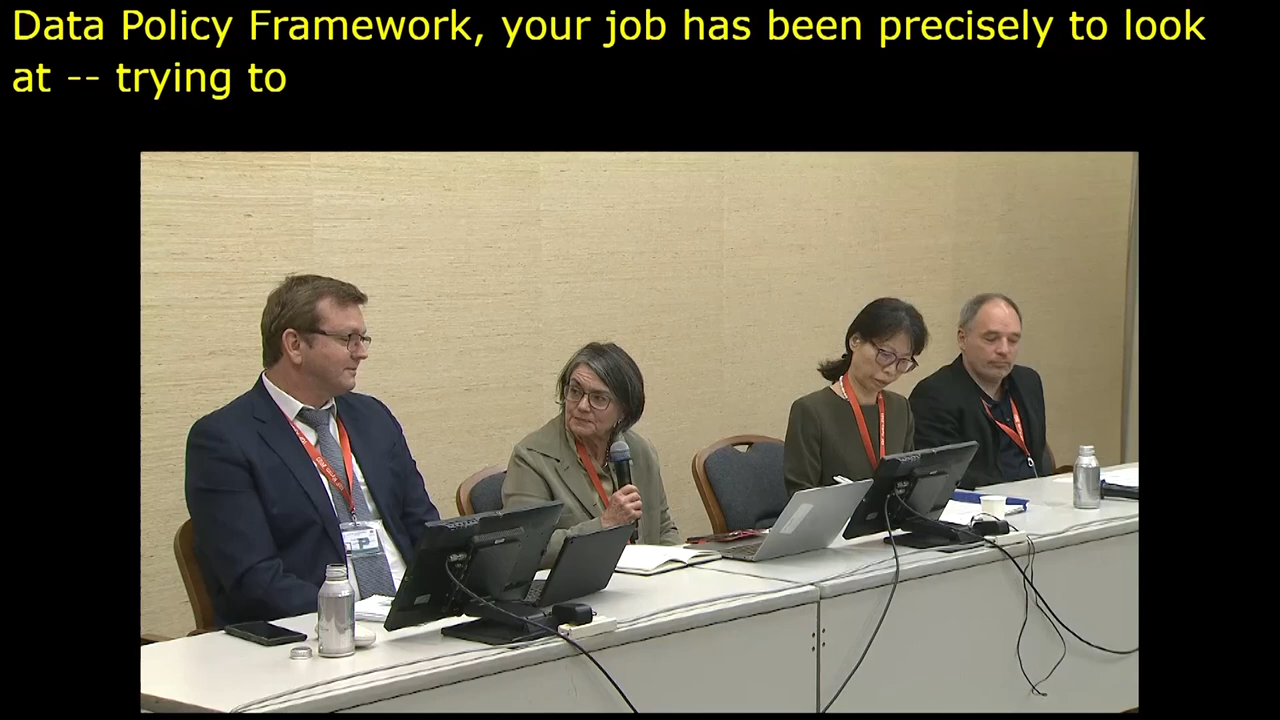 Data Policy Framework, your job has been precisely to look
at -- trying to